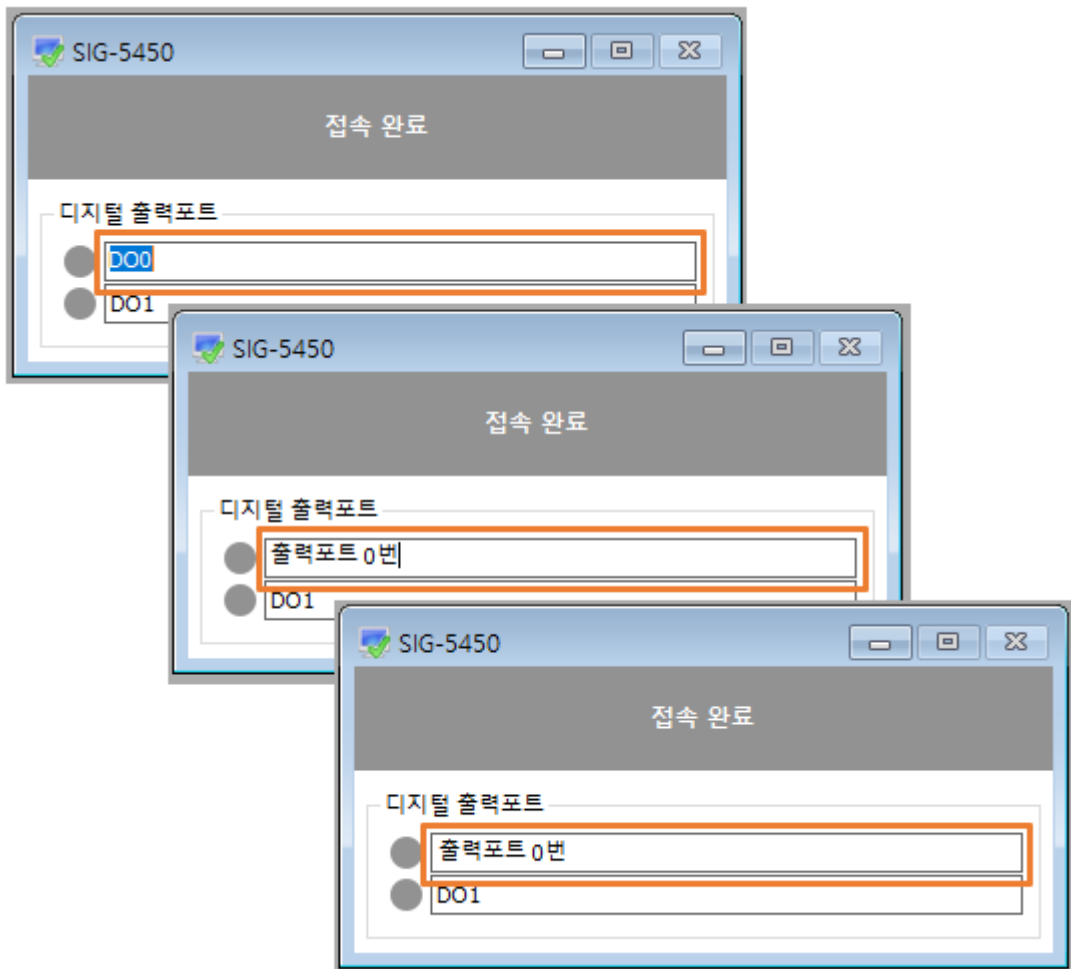 SIG-5450
접속 완료
디지털 출력포트
DO0
DO1
SIG-5450
접속 완료
디지털 출력포트
출력포트 0번
DO1
SIG-5450
접속 완료
디지털 출력포트
출력포트 0번
DO1